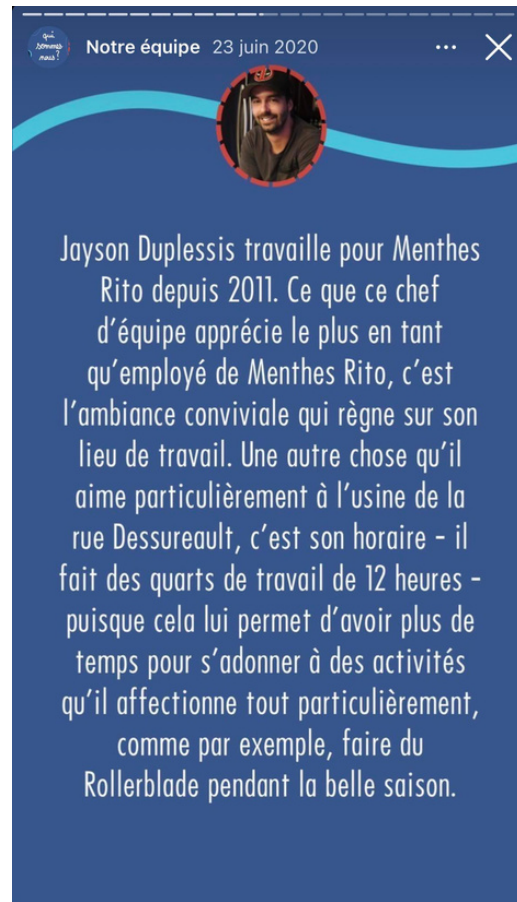 qui
sommes
nous?
Notre équipe 23 juin 2020
Jayson Duplessis travaille pour Menthes
Rito depuis 2011. Ce que ce chef
d'équipe apprécie le plus en tant
qu'employé de Menthes Rito, c'est
l'ambiance conviviale qui règne sur son
lieu de travail. Une autre chose qu'il
aime particulièrement à l'usine de la
rue Dessureault, c'est son horaire - il
fait des quarts de travail de 12 heures -
puisque cela lui permet d'avoir plus de
temps pour s'adonner à des activités
qu'il affectionne tout particulièrement,
comme par exemple, faire du
Rollerblade pendant la belle saison.